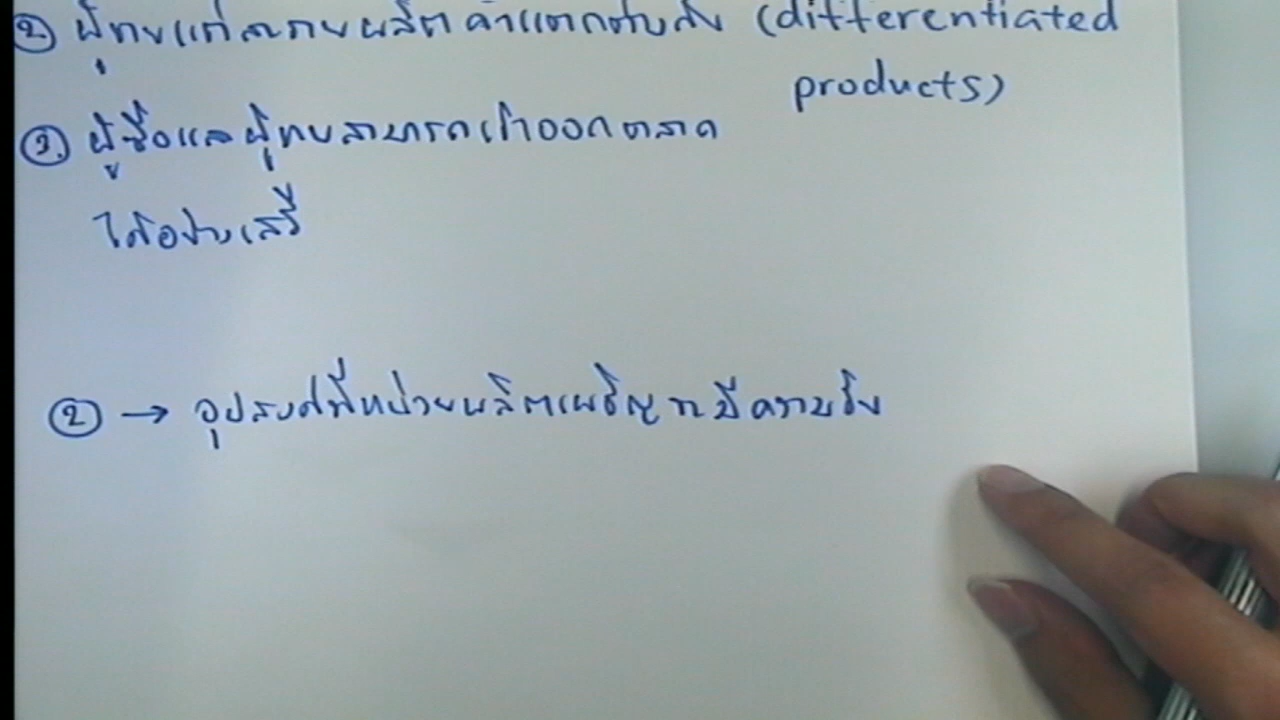 ② ผู้ขายแต่ละรายผลิตค้าแตกต่างกัน (differentiated
products)
③. ผู้ซื้อและผู้ขายสามารถเข้าออกตลาด
ได้อย่างเสรี
② → อุปสงค์ที่หน่วยผลิตเผชิญ มีความชัน